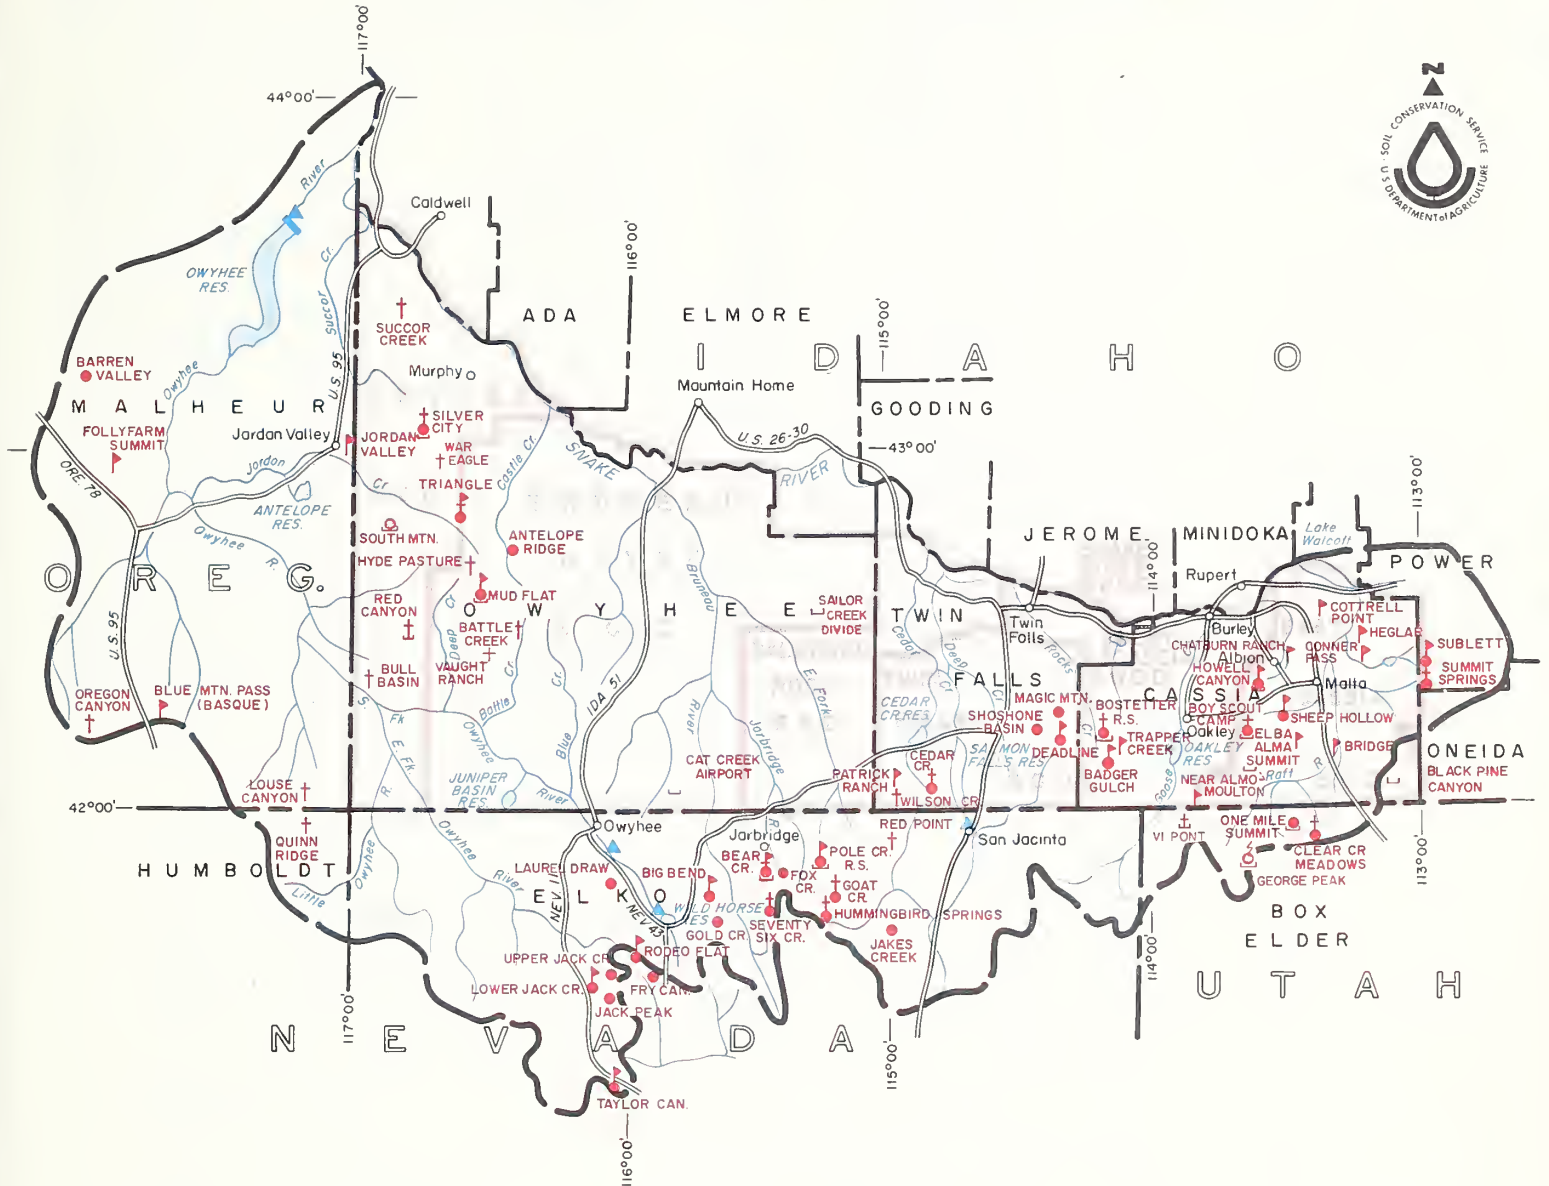 117°00'
44°00'
N
SOIL CONSERVATION SERVICE
U S DEPARTMENT of AGRICULTURE
River
Caldwell
OWYHEE
RES.
Succor Cr.
116°00'
ADA
ELMORE
115°00'
SUCCOR
CREEK
IDAHO
BARREN
VALLEY
Owyhee
U.S. 95
Murphy
Mountain Home
GOODING
MALHEUR
SILVER
CITY
FOLLYFARM
SUMMIT
Jordan Valley
JORDAN
VALLEY
U.S. 26-30
43°00'
WAR
EAGLE
Castle Cr.
SNAKE
RIVER
ORE. 78
Jordon
Cr
TRIANGLE
113°00'
ANTELOPE
RES.
Owyhee
R.
SOUTH MTN.
ANTELOPE
RIDGE
JEROME
MINIDOKA
Lake
Walcott
114°00'
HYDE PASTURE
POWER
OREG.
Bruneau
Rupert
MUD FLAT
RED
CANYON
OWYHEE
SAILOR
CREEK
DIVIDE
TWIN
Twin
Falls
Burley
COTTRELL
POINT
HEGLAR
U.S. 95
Deep
Cr
BATTLE
CREEK
Cedar
Deep
Cr
Rocks
CHATBURN RANCH
CONNER
PASS
SUBLETT
Albion
BULL
BASIN
VAUGHT
RANCH
Cr.
E. Fork
FALLS
HOWELL
CANYON
Malta
SUMMIT
SPRINGS
OREGON
CANYON
BLUE MTN. PASS
(BASQUE)
S.
Fk
Battle
IDA 51
River
CEDAR
CR. RES.
MAGIC MTN.
BOSTETTER
R.S.
CASSIA
BOY SCOUT
CAMP
SHEEP HOLLOW
Cr.
Owyhee
Blue
Jarbridge
SHOSHONE
BASIN
Cr
Oakley
E. Fk.
DEADLINE
TRAPPER
CREEK
OAKLEY
RES
ELBA
ALMA
SUMMIT
BRIDGE
ONEIDA
CAT CREEK
AIRPORT
CEDAR
CR.
SALMON
FALLS RES
LOUSE
CANYON
R.
JUNIPER
BASIN
RES.
River
PATRICK
RANCH
BADGER
GULCH
Goose
NEAR ALMO
MOULTON
Raft
R
BLACK PINE
CANYON
42°00'
WILSON CR.
QUINN
RIDGE
Owyhee
Owyhee
Owyhee
Jarbridge
R.
RED POINT
San Jacinta
VI PONT
ONE MILE
SUMMIT
HUMBOLDT
Little
River
LAUREL DRAW
BIG BEND
BEAR
CR.
FOX
CR.
POLE CR.
R.S.
CLEAR CR
MEADOWS
GEORGE PEAK
113°00'
ELKO
NEV 11
NEV 43
WILD HORSE
RES
GOAT
CR.
GOLD CR.
SEVENTY
SIX CR.
HUMMINGBIRD SPRINGS
BOX
ELDER
UPPER JACK CR.
RODEO FLAT
JAKES
CREEK
114°00'
LOWER JACK CR.
FRY CAN.
UTAH
JACK PEAK
117°00'
NEVADA
115°00'
TAYLOR CAN.
116°00'